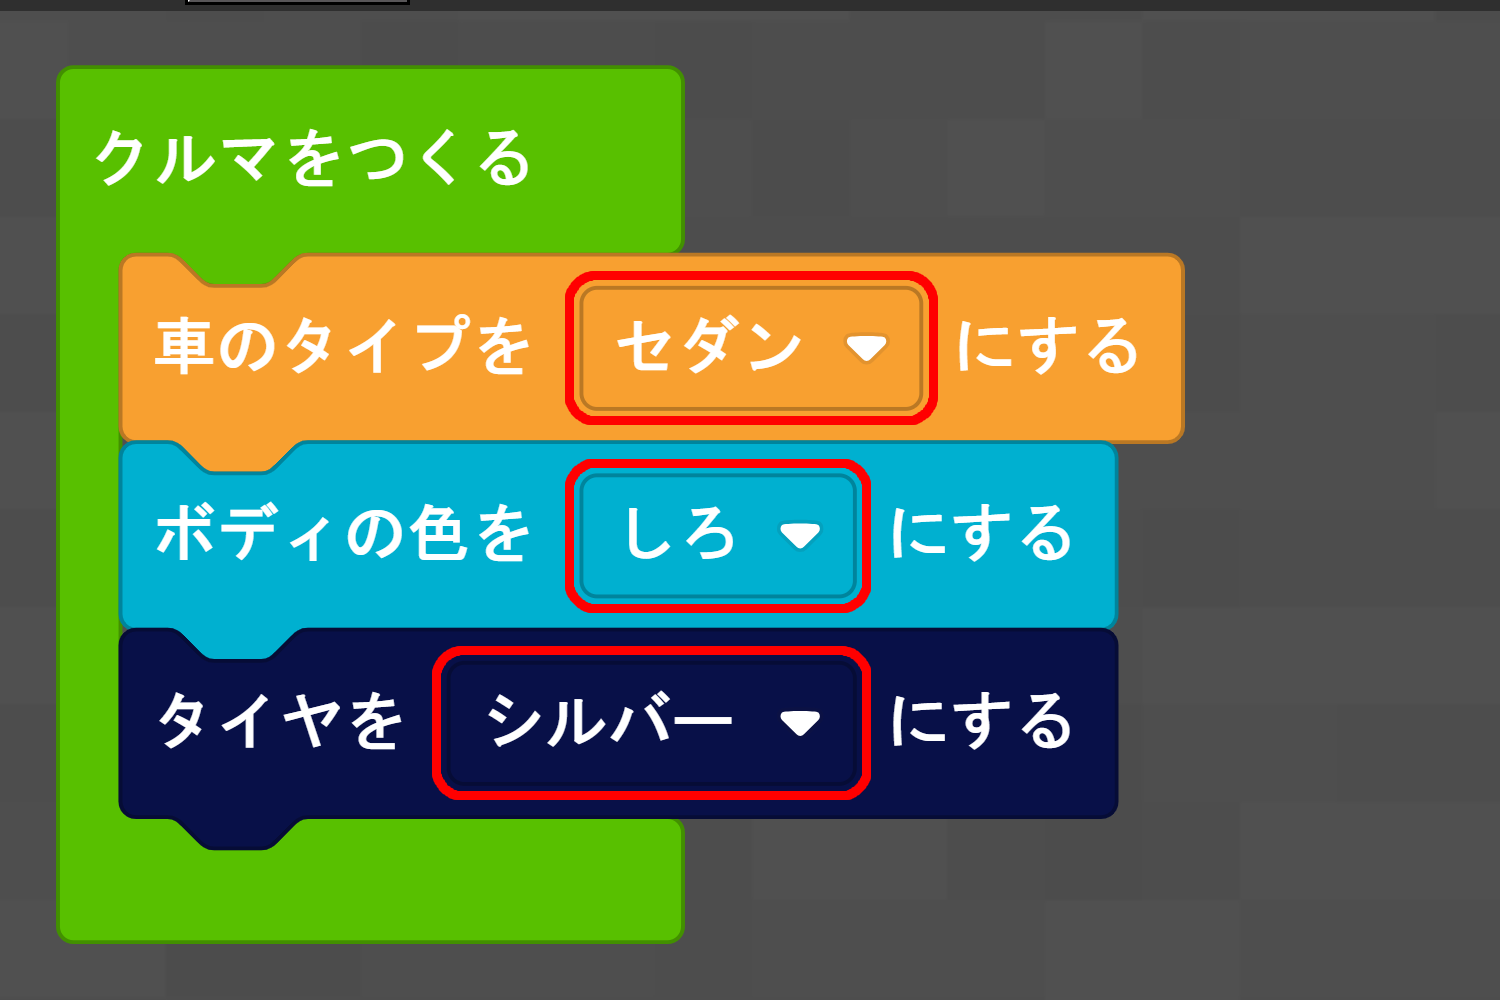 クルマをつくる
車のタイプを セダン にする
ボディの色を しろ にする
タイヤを シルバー にする